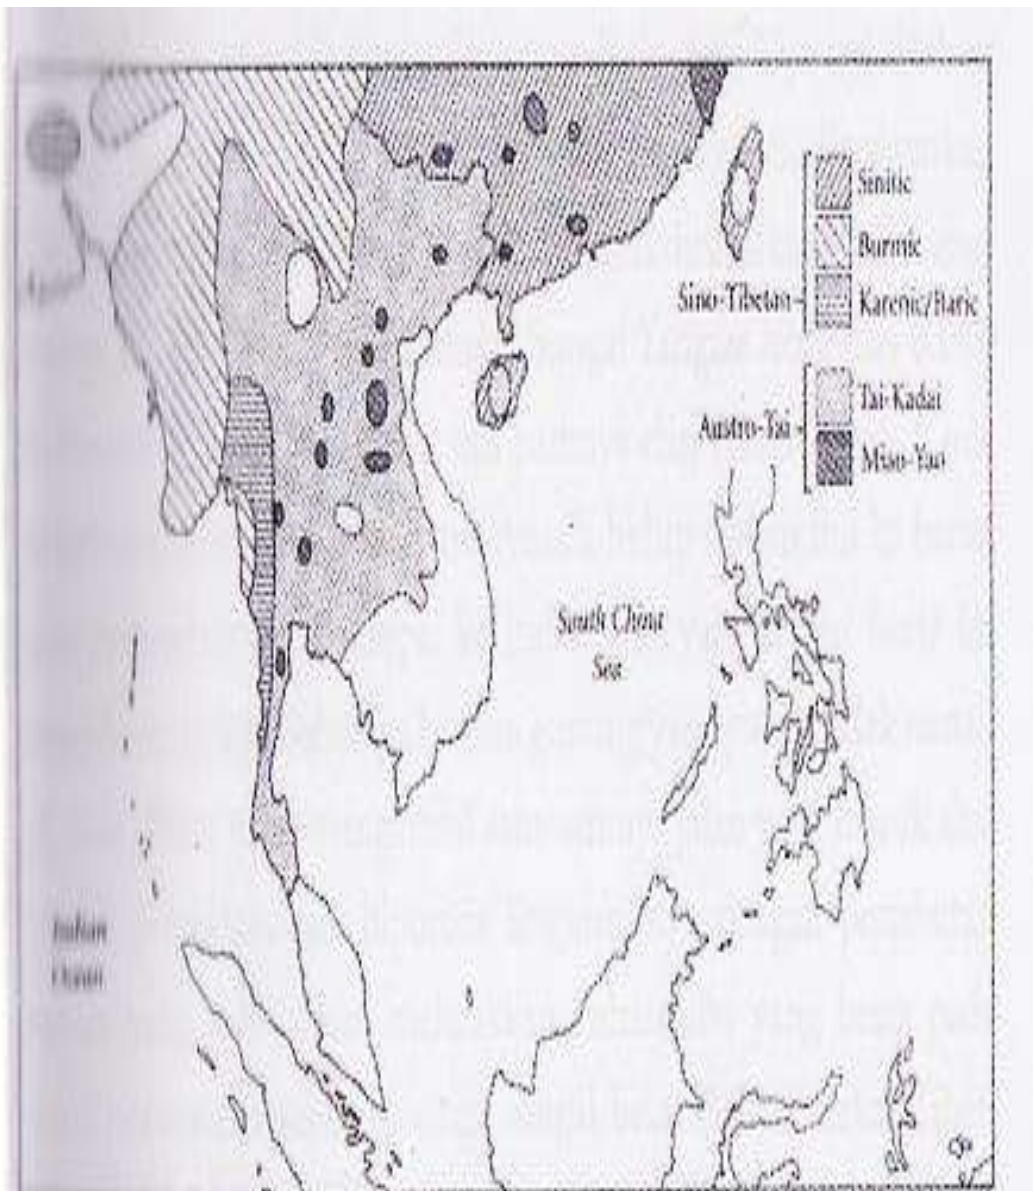 Sinitic
Burmic
Sino-Tibetan
Karenic/Baric
Tai-Kadai
Austro-Tai
Miao-Yao
South China
Sea
Indian
Ocean